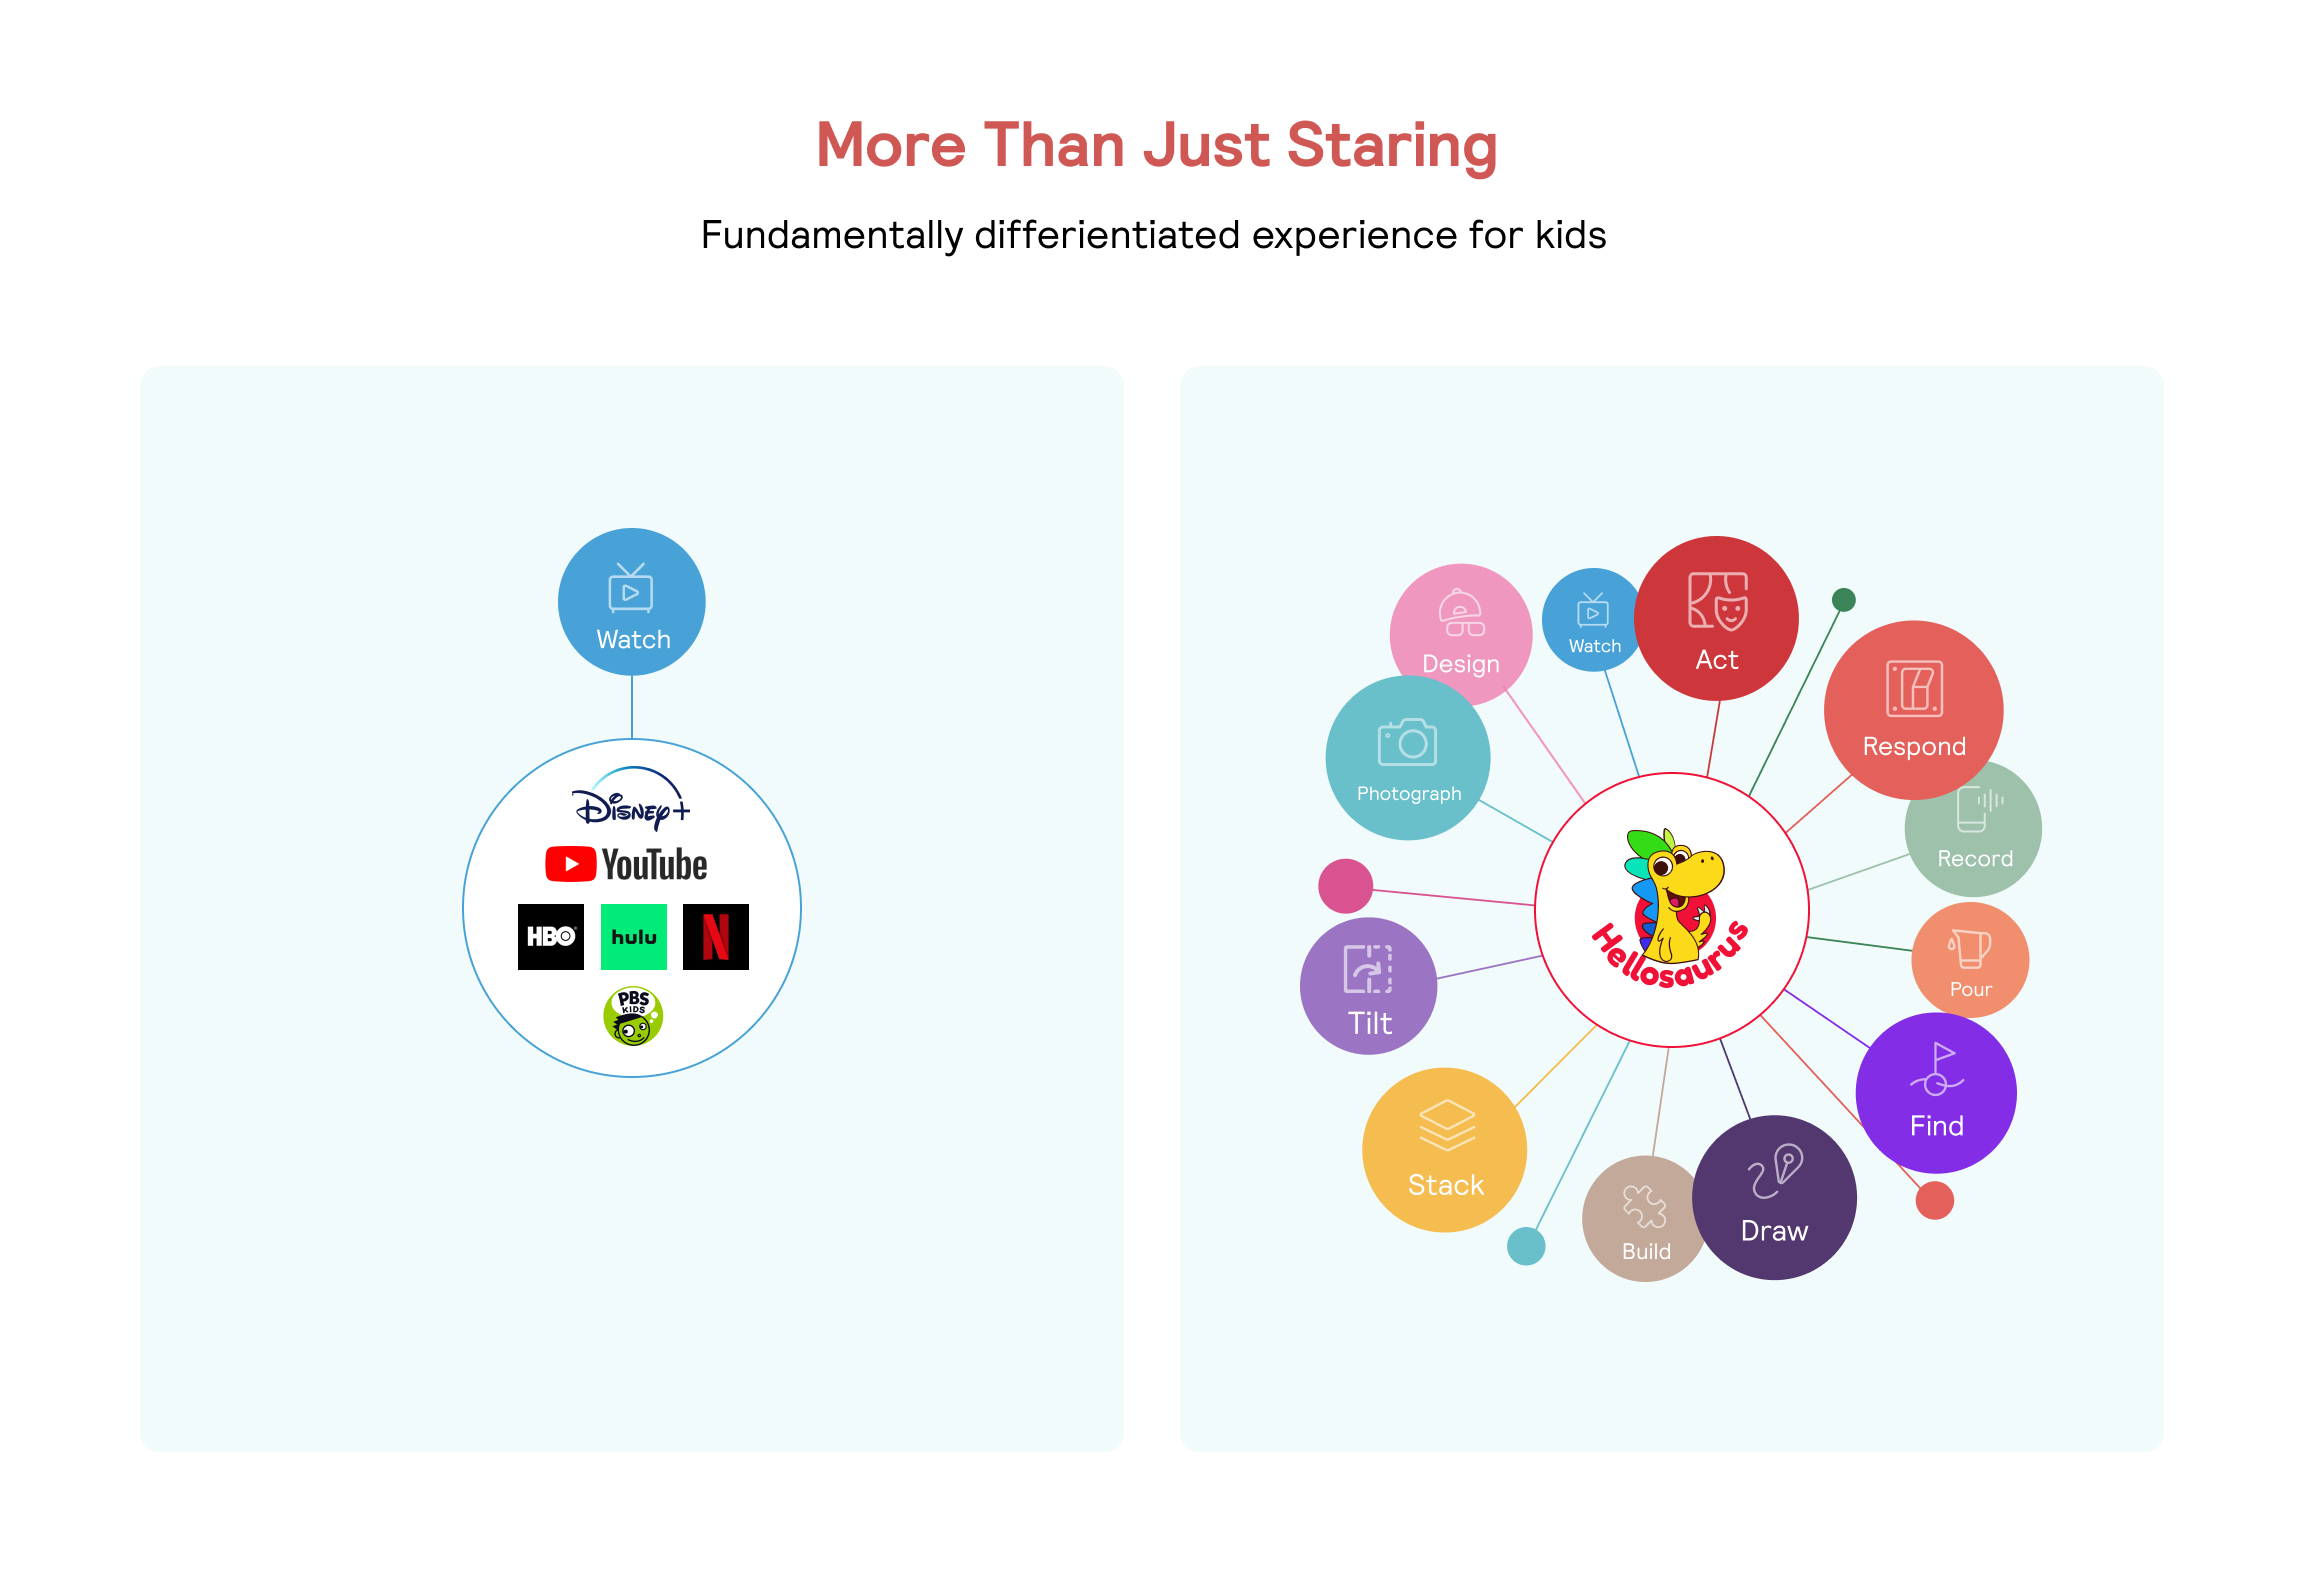 More Than Just Staring
Fundamentally differientiated experience for kids
Watch
Disney+
YouTube
HBO
hulu
N
PBS
KIDS
Design
Watch
Act
Respond
Photograph
Record
Tilt
Pour
Find
Stack
Build
Draw
Hellosaurus